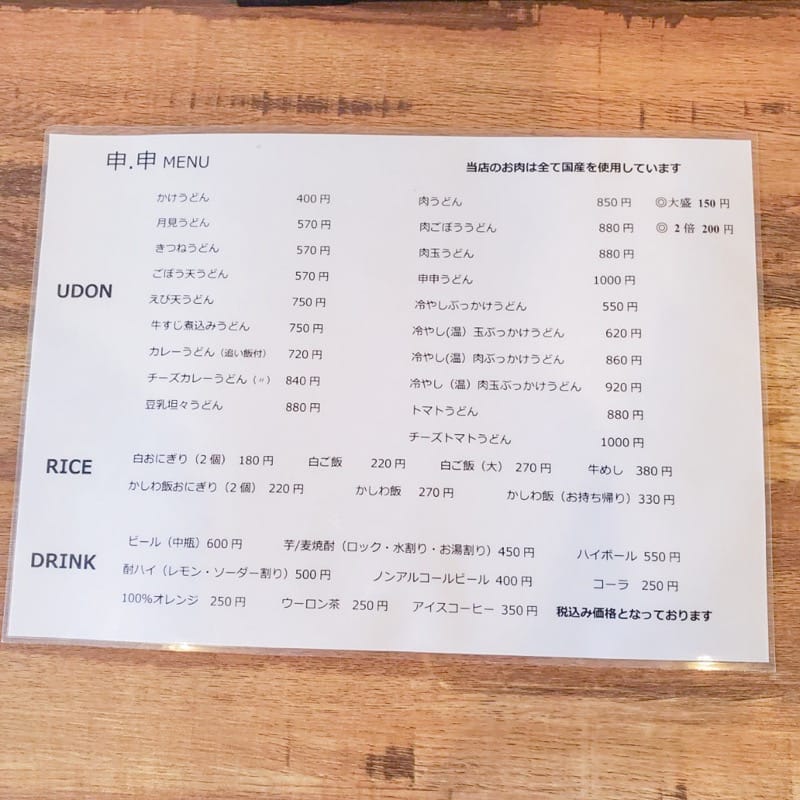 申.申 MENU
当店のお肉は全て国産を使用しています
UDON
かけうどん 400円
月見うどん 570円
きつねうどん 570円
ごぼう天うどん 570円
えび天うどん 750円
牛すじ煮込みうどん 750円
カレーうどん（追い飯付） 720円
チーズカレーうどん（〃） 840円
豆乳坦々うどん 880円
肉うどん 850円 ◎大盛 150円
肉ごぼううどん 880円 ◎ 2倍 200円
肉玉うどん 880円
申申うどん 1000円
冷やしぶっかけうどん 550円
冷やし(温）玉ぶっかけうどん 620円
冷やし(温）肉ぶっかけうどん 860円
冷やし（温）肉玉ぶっかけうどん 920円
トマトうどん 880円
チーズトマトうどん 1000円
RICE
白おにぎり（2個） 180円 白ご飯 220円 白ご飯（大） 270円 牛めし 380円
かしわ飯おにぎり（2個） 220円 かしわ飯 270円 かしわ飯（お持ち帰り）330円
DRINK
ビール（中瓶）600円 芋/麦焼酎（ロック・水割り・お湯割り）450円 ハイボール 550円
酎ハイ（レモン・ソーダー割り）500円 ノンアルコールビール 400円 コーラ 250円
100%オレンジ 250円 ウーロン茶 250円 アイスコーヒー 350円 税込み価格となっております